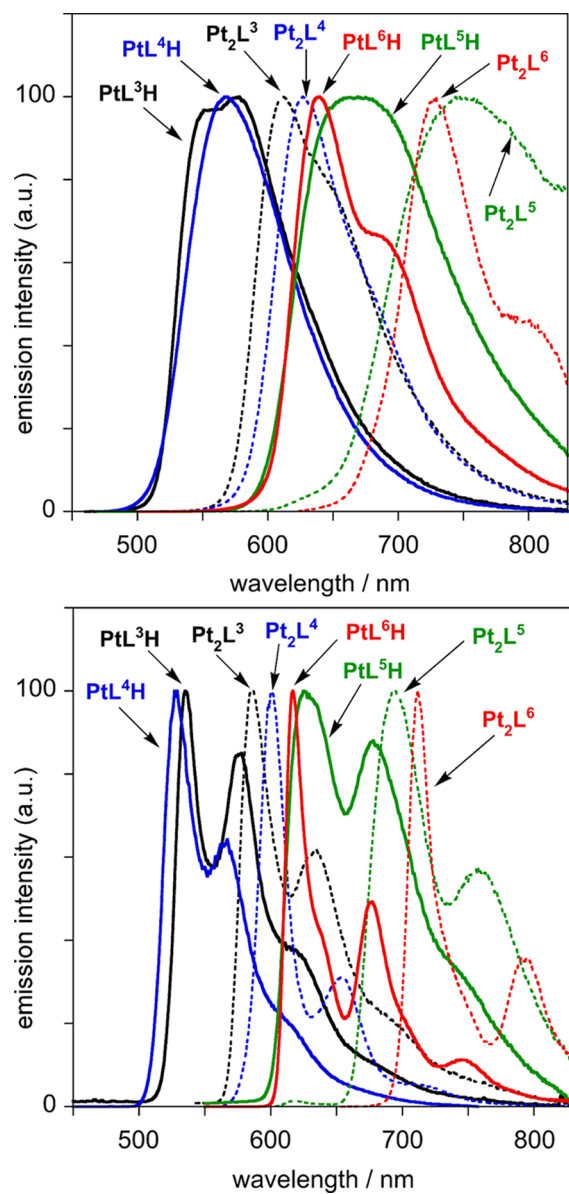 Pt₂L³ Pt₂L⁴
PtL⁴H PtL⁶H PtL⁵H Pt₂L⁶
PtL³H
100
Pt₂L⁵
emission intensity (a.u.)
0
500 600 700 800
wavelength / nm
Pt₂L⁴ PtL⁶H
PtL³H Pt₂L³ Pt₂L⁵
PtL⁵H
100
PtL⁴H
Pt₂L⁶
emission intensity (a.u.)
0
500 600 700 800
wavelength / nm